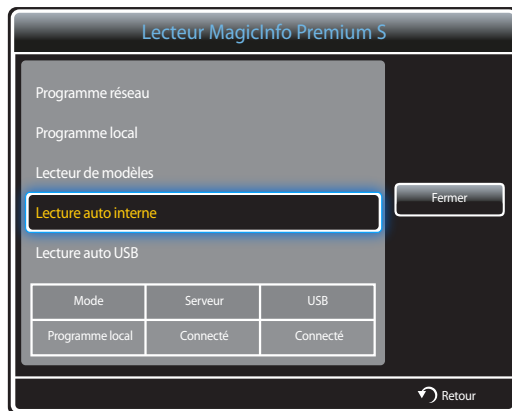 Lecteur MagicInfo Premium S
Programme réseau
Programme local
Lecteur de modèles
Lecture auto interne
Lecture auto USB
Fermer
Mode Serveur USB
Programme local Connecté Connecté
Retour